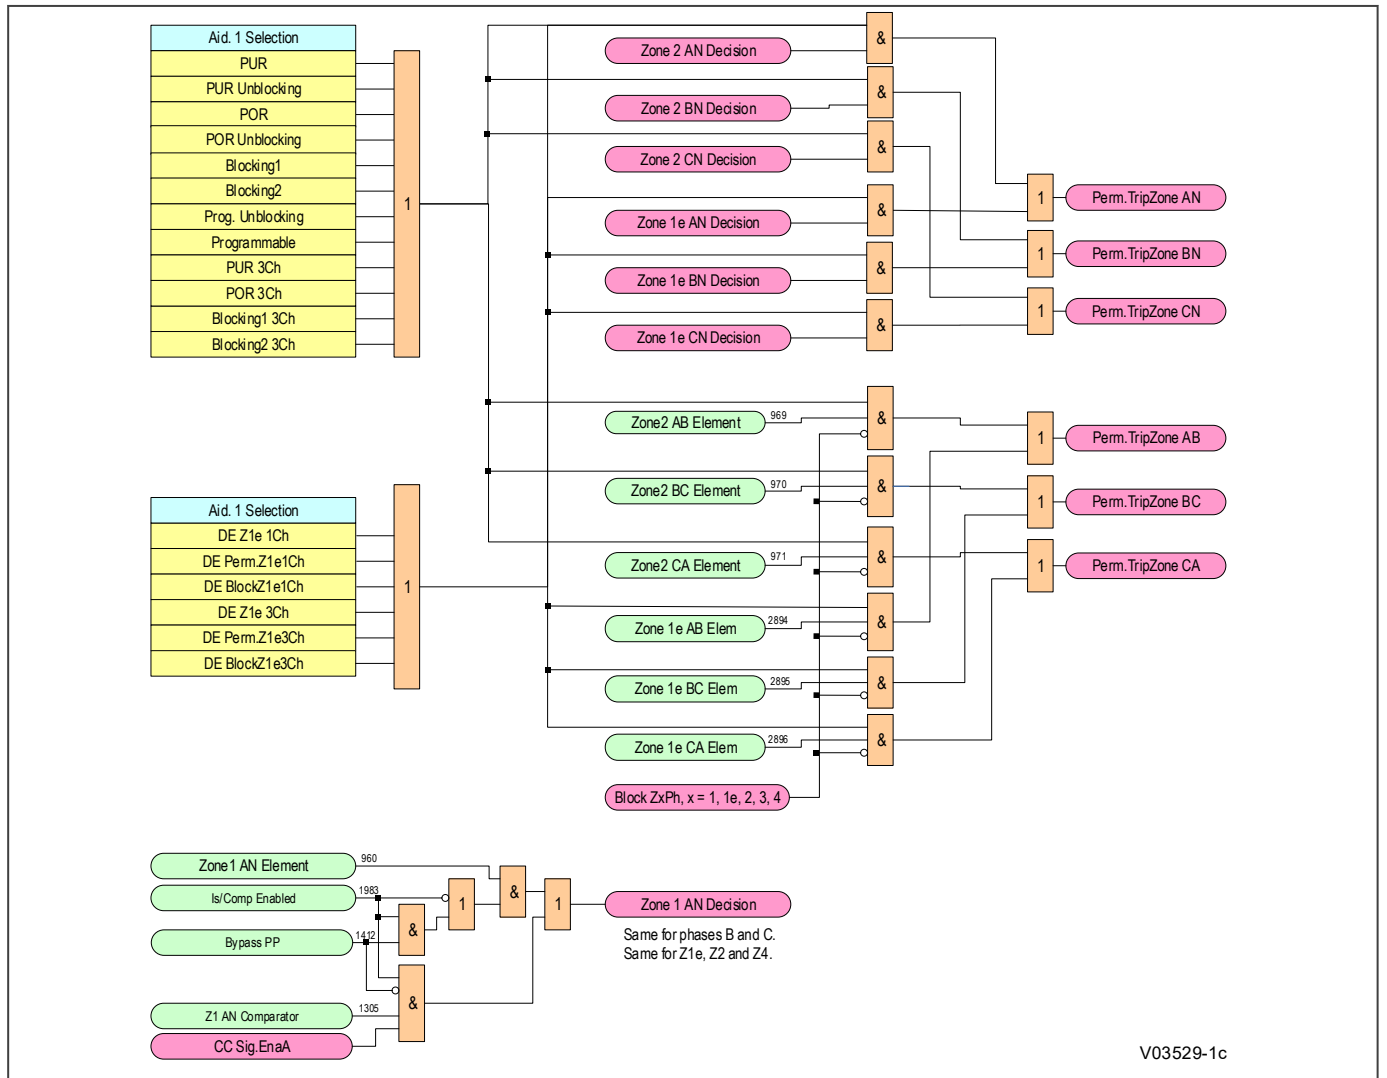 Aid. 1 Selection
PUR
PUR Unblocking
POR
POR Unblocking
Blocking1
Blocking2
Prog. Unblocking
Programmable
PUR 3Ch
POR 3Ch
Blocking1 3Ch
Blocking2 3Ch
1
Zone 2 AN Decision
&
Zone 2 BN Decision
&
Zone 2 CN Decision
&
Zone 1e AN Decision
&
Zone 1e BN Decision
&
Zone 1e CN Decision
&
1
Perm.TripZone AN
1
Perm.TripZone BN
1
Perm.TripZone CN
Aid. 1 Selection
DE Z1e 1Ch
DE Perm.Z1e1Ch
DE BlockZ1e1Ch
DE Z1e 3Ch
DE Perm.Z1e3Ch
DE BlockZ1e3Ch
1
Zone2 AB Element
969
&
Zone2 BC Element
970
&
Zone2 CA Element
971
&
Zone 1e AB Elem
2894
&
Zone 1e BC Elem
2895
&
Zone 1e CA Elem
2896
&
Block ZxPh, x = 1, 1e, 2, 3, 4
1
Perm.TripZone AB
1
Perm.TripZone BC
1
Perm.TripZone CA
Zone1 AN Element
960
Is/Comp Enabled
1983
Bypass PP
1412
Z1 AN Comparator
1305
CC Sig.EnaA
&
&
1
&
1
Zone 1 AN Decision
Same for phases B and C.
Same for Z1e, Z2 and Z4.
V03529-1c